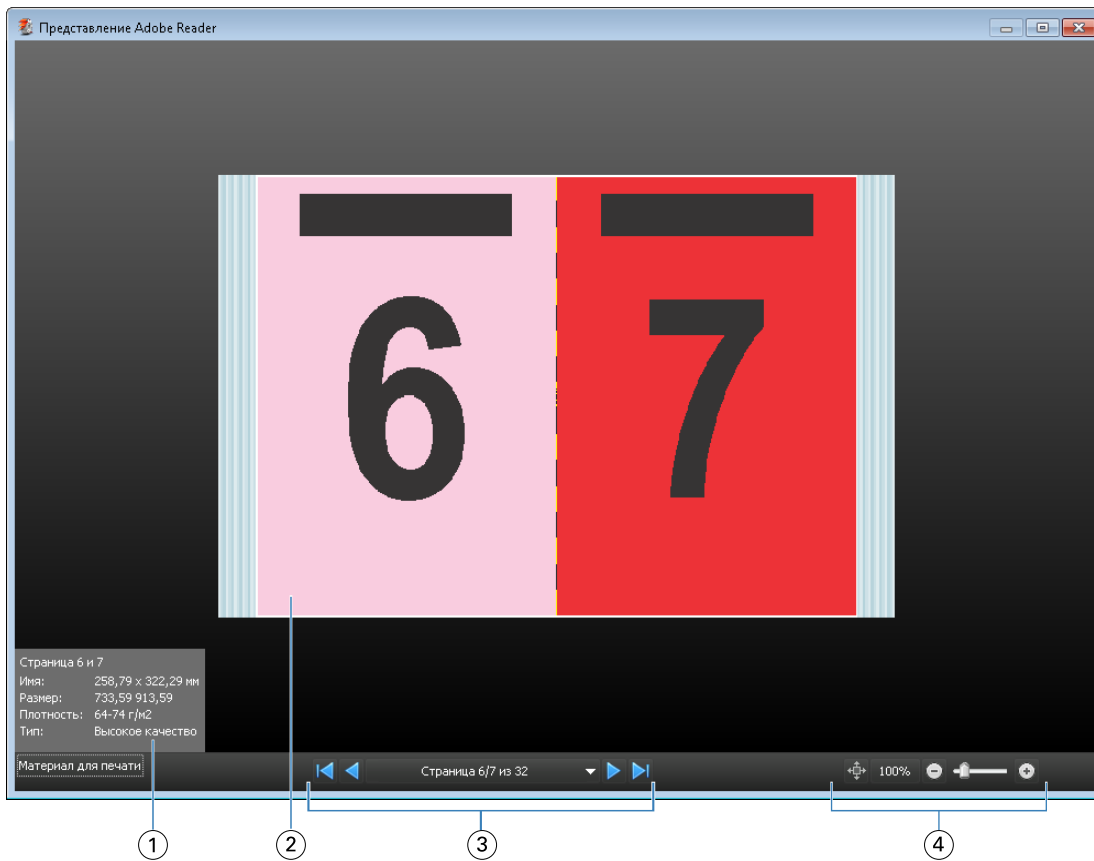 Представление Adobe Reader
6
7
Страница 6 и 7
Имя: 258,79 x 322,29 мм
Размер: 733,59 913,59
Плотность: 64-74 г/м2
Тип: Высокое качество
Материал для печати
Страница 6/7 из 32
100%
1
2
3
4